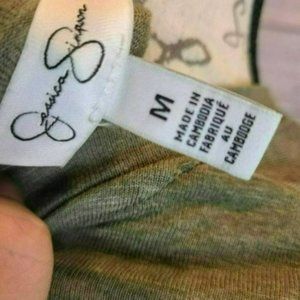 Jessica Simpson
M
MADE IN
CAMBODIA
FABRIQUÉ
AU
CAMBODGE